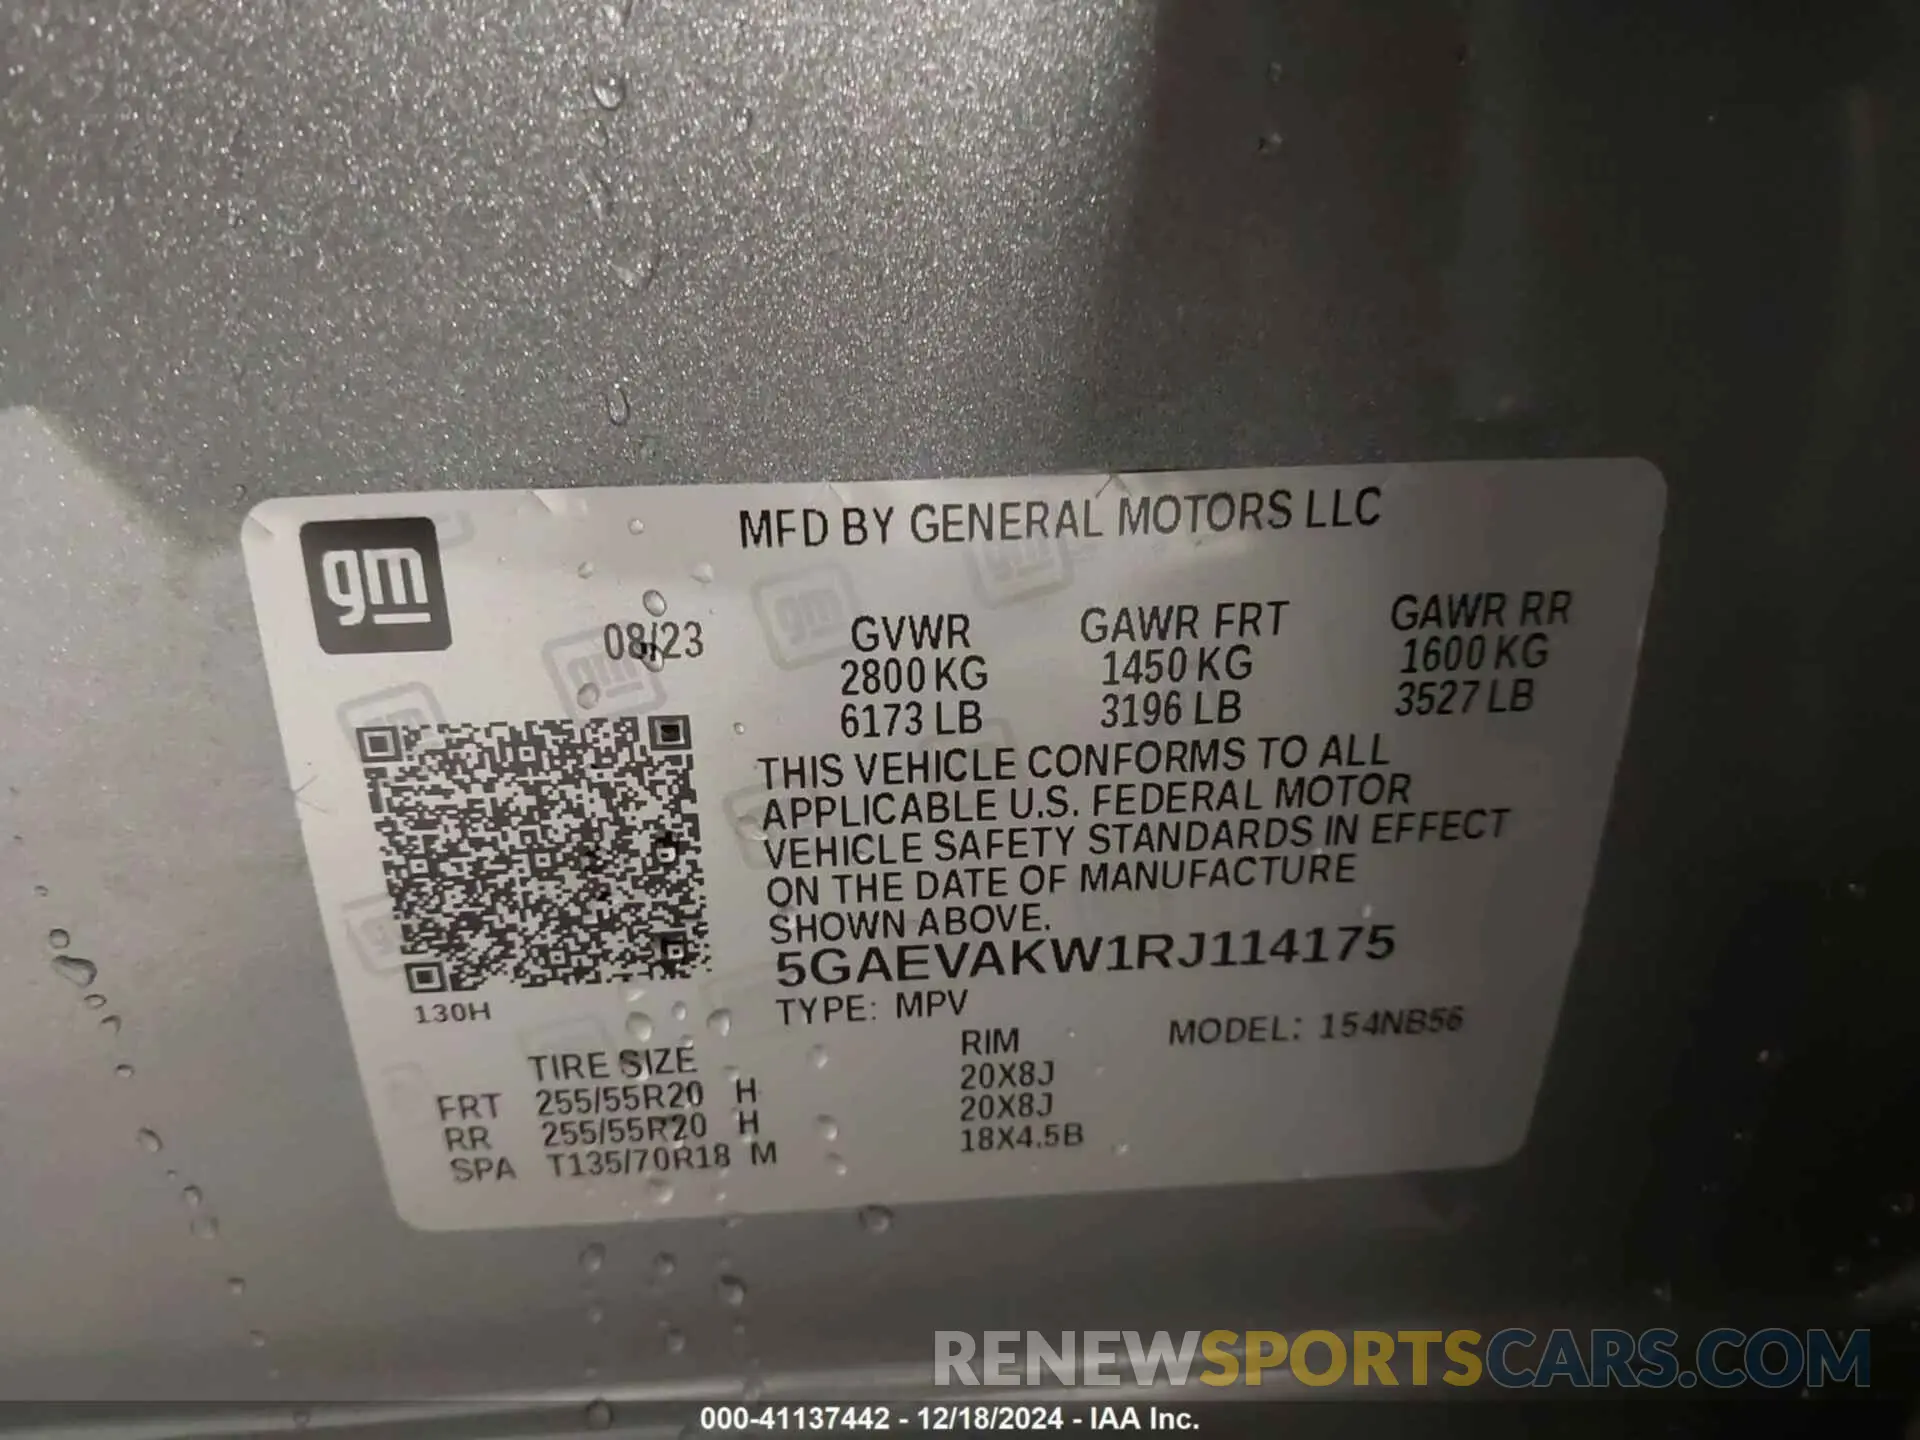 gm
MFD BY GENERAL MOTORS LLC
08/23
GVWR
2800 KG
6173 LB
GAWR FRT
1450 KG
3196 LB
GAWR RR
1600 KG
3527 LB
THIS VEHICLE CONFORMS TO ALL
APPLICABLE U.S. FEDERAL MOTOR
VEHICLE SAFETY STANDARDS IN EFFECT
ON THE DATE OF MANUFACTURE
SHOWN ABOVE.
5GAEVAKW1RJ114175
TYPE: MPV
MODEL: 154NB56
130H
TIRE SIZE RIM
FRT 255/55R20 H 20X8J
RR 255/55R20 H 20X8J
SPA T135/70R18 M 18X4.5B
RENEWSPORTSCARS.COM
000-41137442 - 12/18/2024 - IAA Inc.